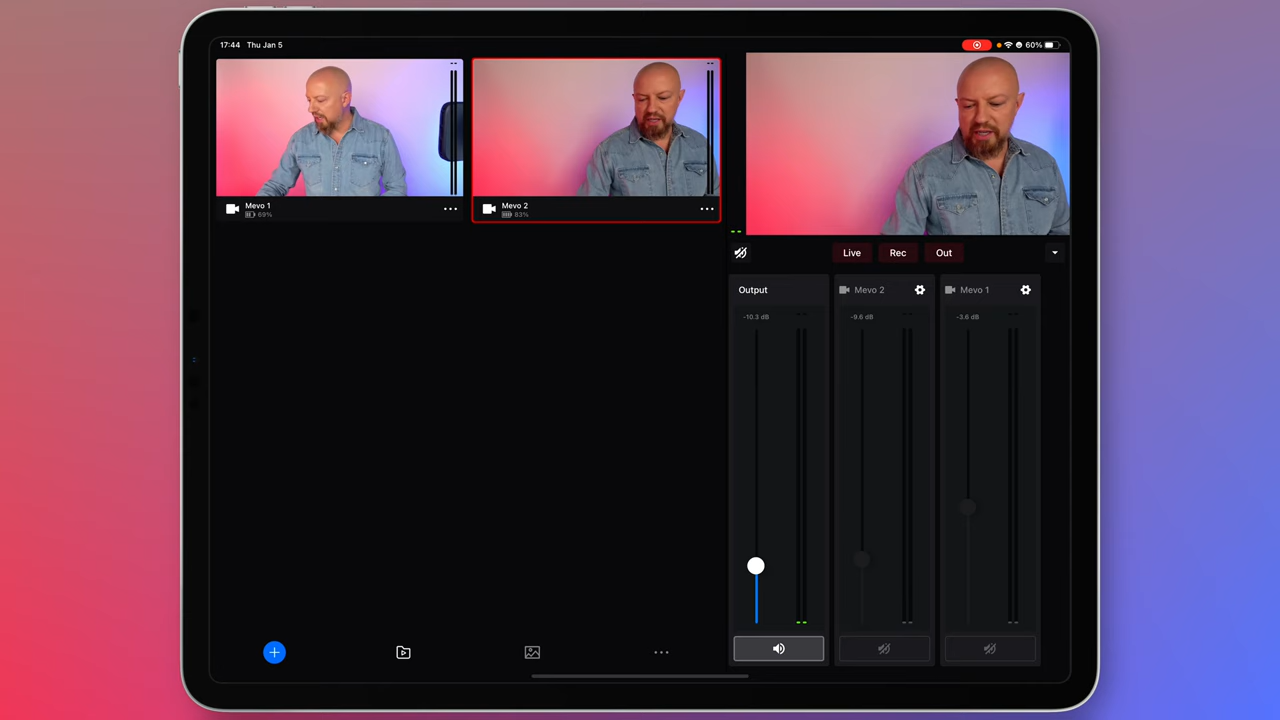 17:44 Thu Jan 5
60%
Mevo 1
69%
Mevo 2
83%
Live Rec Out
Output Mevo 2 Mevo 1
-10.3 dB -9.6 dB -3.6 dB